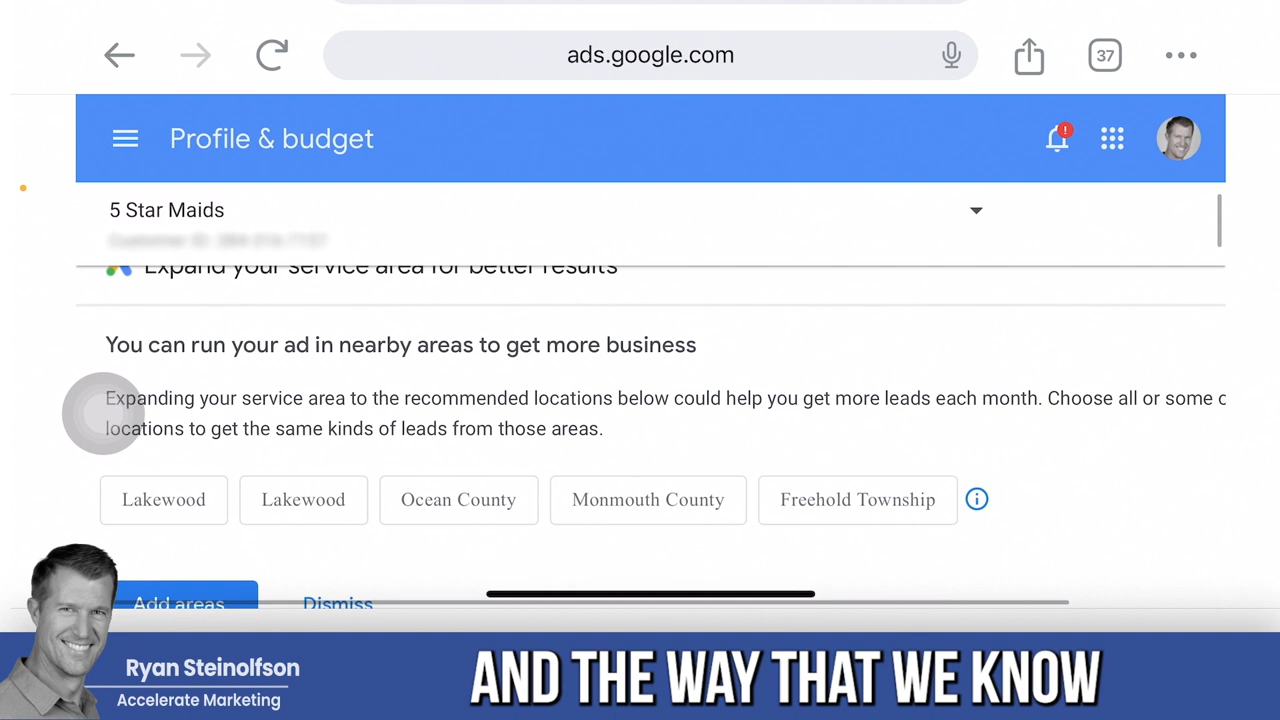 ads.google.com
37
Profile & budget
!
5 Star Maids
Expand your service area for better results
You can run your ad in nearby areas to get more business
Expanding your service area to the recommended locations below could help you get more leads each month. Choose all or some
locations to get the same kinds of leads from those areas.
Lakewood
Lakewood
Ocean County
Monmouth County
Freehold Township
i
Add areas
Dismiss
Ryan Steinolfson
Accelerate Marketing
AND THE WAY THAT WE KNOW